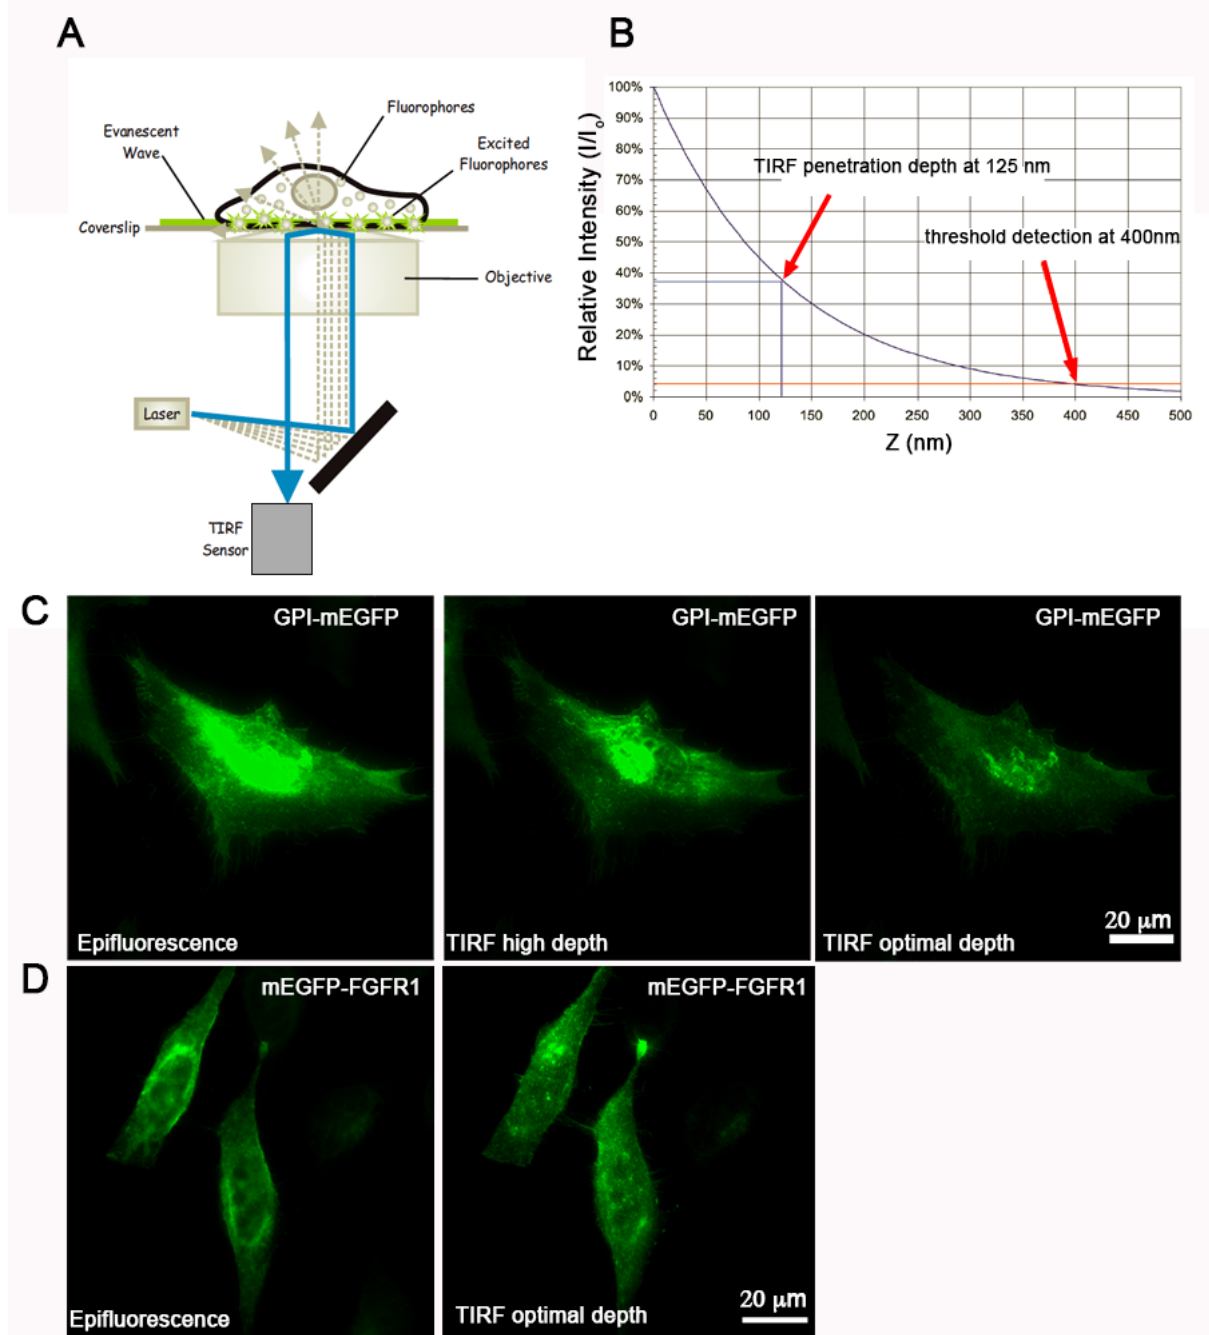 A
Fluorophores
Evanescent
Wave
Excited
Fluorophores
Coverslip
Objective
Laser
TIRF
Sensor
B
100%
90%
80%
70%
60%
50%
40%
30%
20%
10%
0%
Relative Intensity (I/I₀)
TIRF penetration depth at 125 nm
threshold detection at 400nm
0 50 100 150 200 250 300 350 400 450 500
Z (nm)
C
GPI-mEGFP
Epifluorescence
GPI-mEGFP
TIRF high depth
GPI-mEGFP
TIRF optimal depth
20 µm
D
mEGFP-FGFR1
Epifluorescence
mEGFP-FGFR1
TIRF optimal depth
20 µm